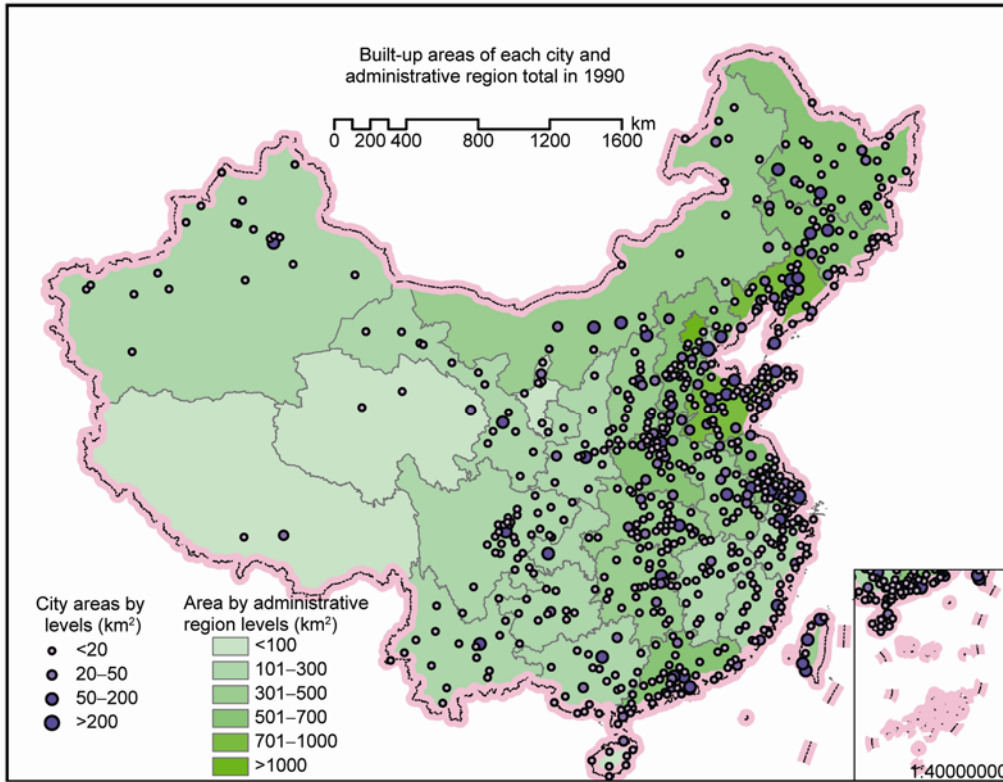 Built-up areas of each city and
administrative region total in 1990
km
0 200 400 800 1200 1600
City areas by
levels (km²)
<20
20–50
50–200
>200
Area by administrative
region levels (km²)
<100
101–300
301–500
501–700
701–1000
>1000
1:40000000